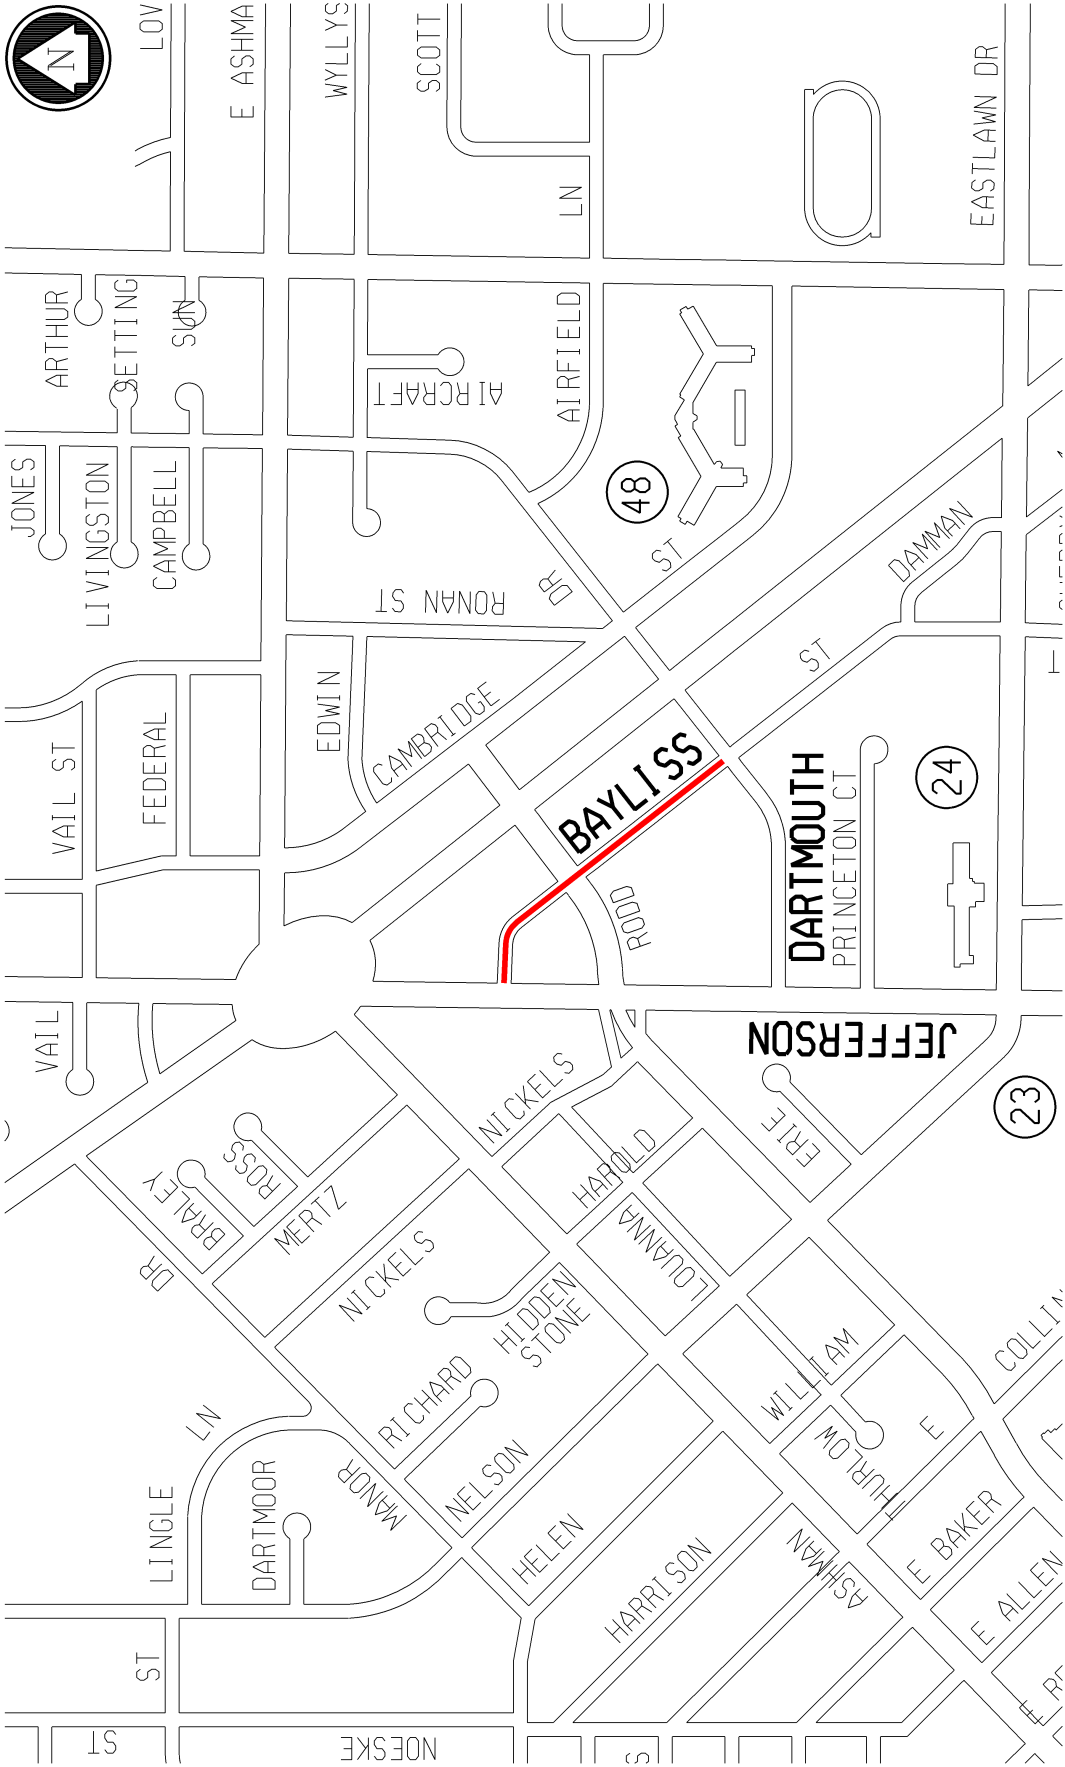 N
LOV
E ASHMA
WYLLYS
SCOTT
LN
EASTLAWN DR
ARTHUR
SETTING
SUN
AIRCRAFT
AIRFIELD
JONES
LIVINGSTON
CAMPBELL
48
ST
DAMMAN
DR
RONAN ST
EDWIN
CAMBRIDGE
ST
VAIL ST
FEDERAL
BAYLISS
DARTMOUTH
PRINCETON CT
24
RODD
VAIL
NICKELS
JEFFERSON
23
ERIE
ROSS
BRALEY
MERTZ
HAROLD
DR
NICKELS
LOUANNA
HIDDEN
STONE
COLLIN
WILLIAM
RICHARD
LN
E
THURLOW
MANOR
NELSON
LINGLE
DARTMOOR
HELEN
HARRISON
ASHMAN
E BAKER
E ALLEN
ST
ST
NOESKE
S